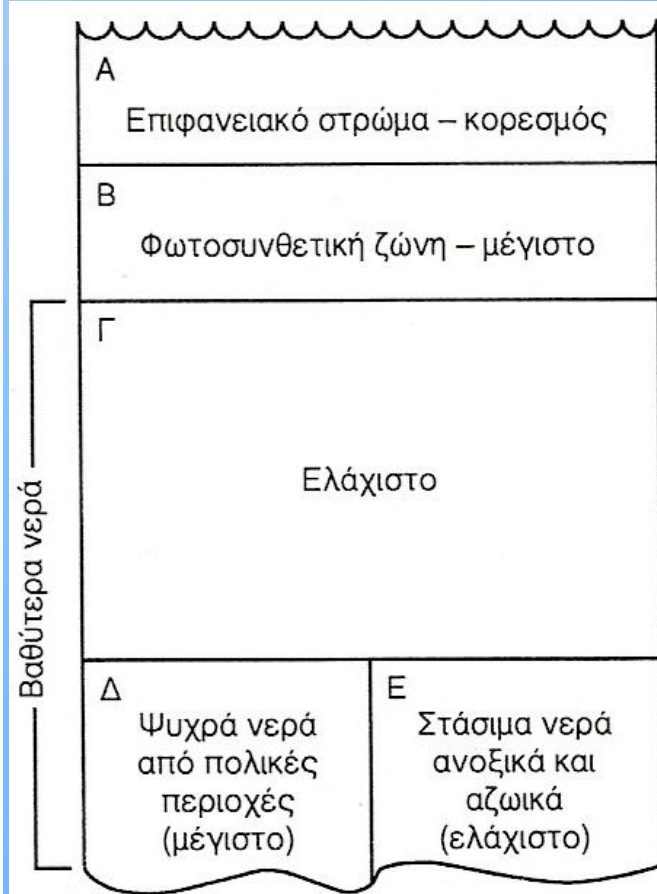 Α
Επιφανειακό στρώμα – κορεσμός
Β
Φωτοσυνθετική ζώνη – μέγιστο
Γ
Ελάχιστο
Βαθύτερα νερά
Δ
Ψυχρά νερά
από πολικές
περιοχές
(μέγιστο)
Ε
Στάσιμα νερά
ανοξικά και
αζωικά
(ελάχιστο)